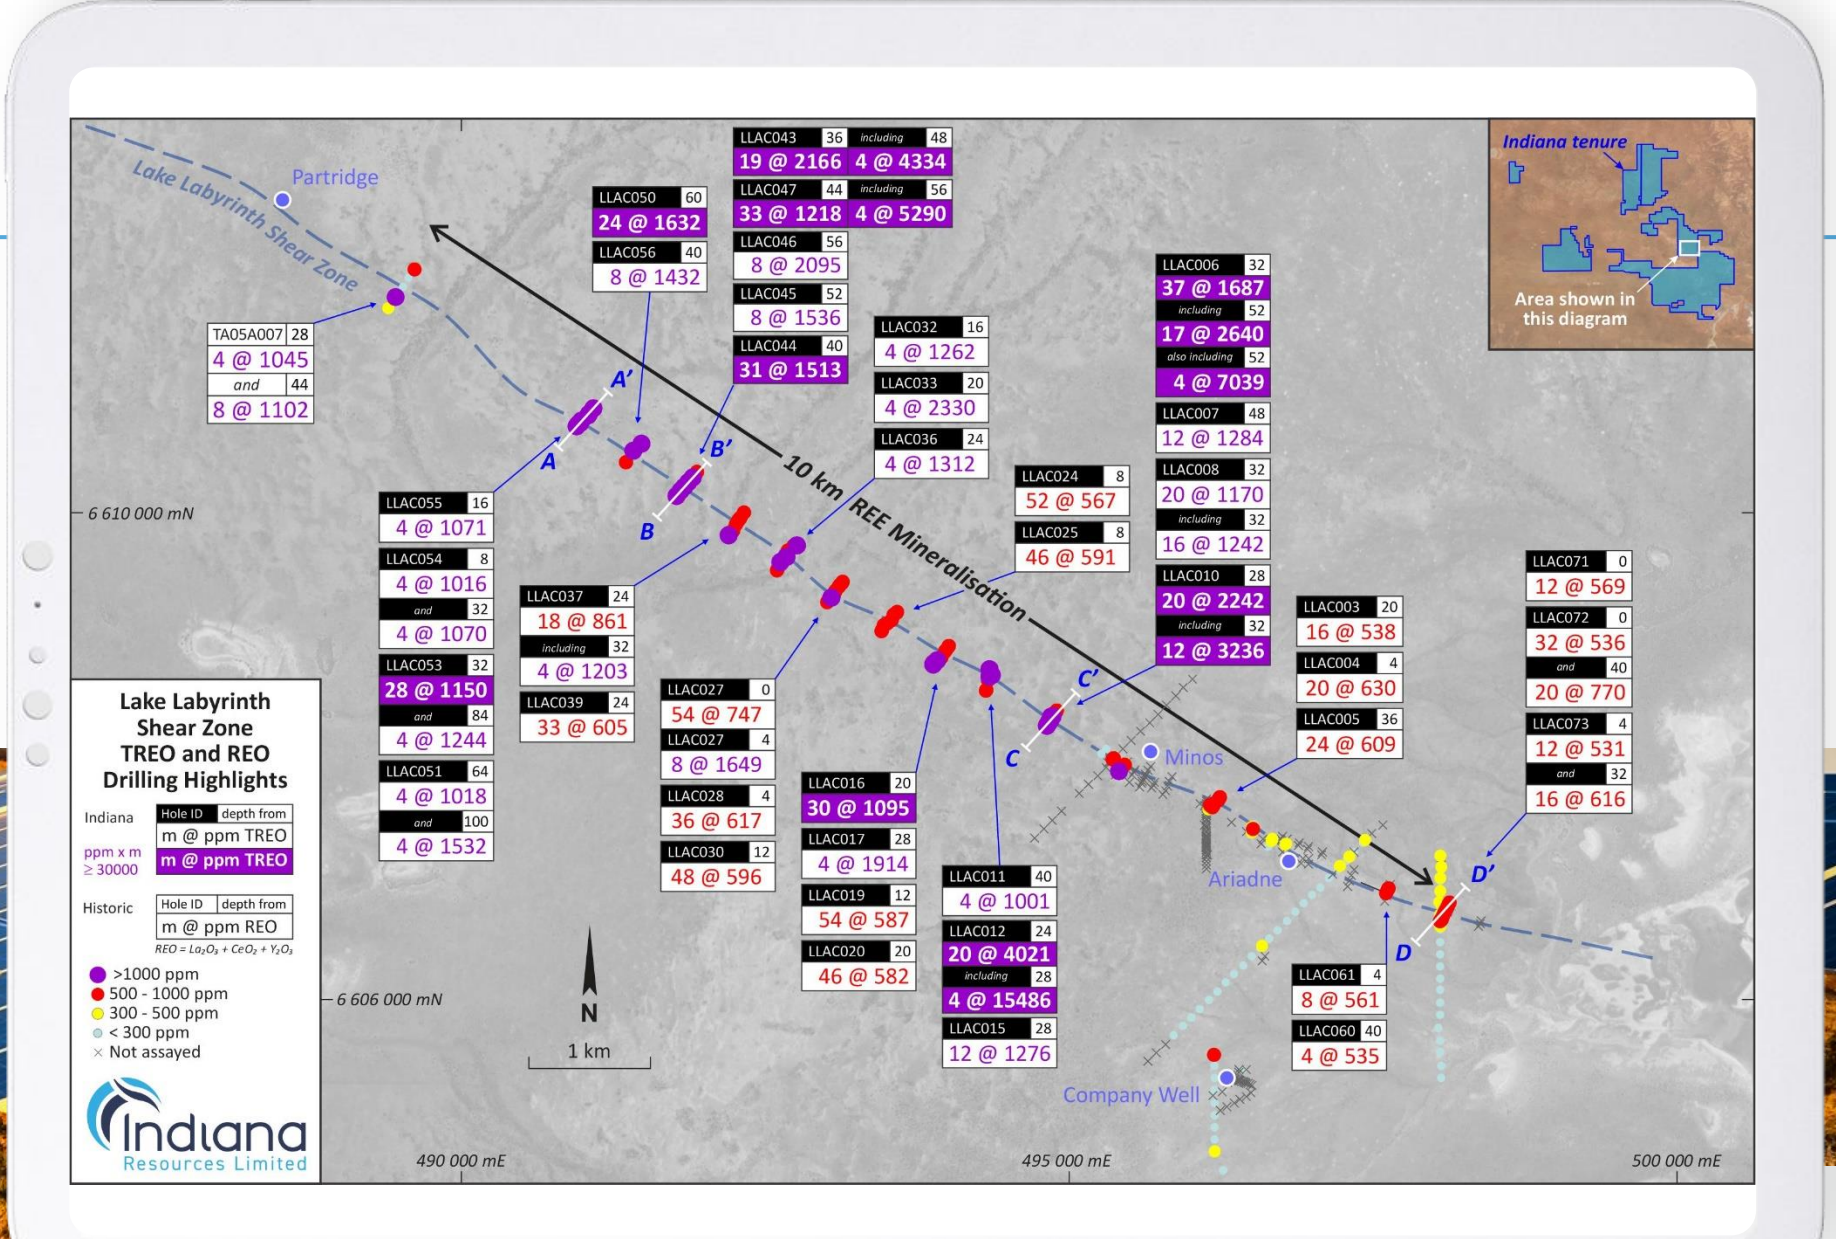 Partridge
Lake Labyrinth Shear Zone
TA05A007 28
4 @ 1045
and 44
8 @ 1102
LLAC050 60
24 @ 1632
LLAC056 40
8 @ 1432
LLAC043 36 including 48
19 @ 2166 4 @ 4334
LLAC047 44 including 56
33 @ 1218 4 @ 5290
LLAC046 56
8 @ 2095
LLAC045 52
8 @ 1536
LLAC044 40
31 @ 1513
LLAC032 16
4 @ 1262
LLAC033 20
4 @ 2330
LLAC036 24
4 @ 1312
LLAC024 8
52 @ 567
LLAC025 8
46 @ 591
LLAC006 32
37 @ 1687
including 52
17 @ 2640
also including 52
4 @ 7039
LLAC007 48
12 @ 1284
LLAC008 32
20 @ 1170
including 32
16 @ 1242
LLAC010 28
20 @ 2242
including 32
12 @ 3236
Indiana tenure
Area shown in
this diagram
A'
A
B'
B
10 km REE Mineralisation
C'
C
D'
D
6 610 000 mN
LLAC055 16
4 @ 1071
LLAC054 8
4 @ 1016
and 32
4 @ 1070
LLAC053 32
28 @ 1150
and 84
4 @ 1244
LLAC051 64
4 @ 1018
and 100
4 @ 1532
LLAC037 24
18 @ 861
including 32
4 @ 1203
LLAC039 24
33 @ 605
LLAC027 0
54 @ 747
LLAC027 4
8 @ 1649
LLAC028 4
36 @ 617
LLAC030 12
48 @ 596
LLAC016 20
30 @ 1095
LLAC017 28
4 @ 1914
LLAC019 12
54 @ 587
LLAC020 20
46 @ 582
LLAC011 40
4 @ 1001
LLAC012 24
20 @ 4021
including 28
4 @ 15486
LLAC015 28
12 @ 1276
LLAC003 20
16 @ 538
LLAC004 4
20 @ 630
LLAC005 36
24 @ 609
LLAC071 0
12 @ 569
LLAC072 0
32 @ 536
and 40
20 @ 770
LLAC073 4
12 @ 531
and 32
16 @ 616
LLAC061 4
8 @ 561
LLAC060 40
4 @ 535
Minos
Ariadne
Company Well
Lake Labyrinth
Shear Zone
TREO and REO
Drilling Highlights
Indiana
Hole ID depth from
m @ ppm TREO
ppm x m
≥ 30000
m @ ppm TREO
Historic
Hole ID depth from
m @ ppm REO
REO = La₂O₃ + CeO₂ + Y₂O₃
>1000 ppm
500 - 1000 ppm
300 - 500 ppm
< 300 ppm
Not assayed
Indiana
Resources Limited
6 606 000 mN
N
1 km
490 000 mE
495 000 mE
500 000 mE